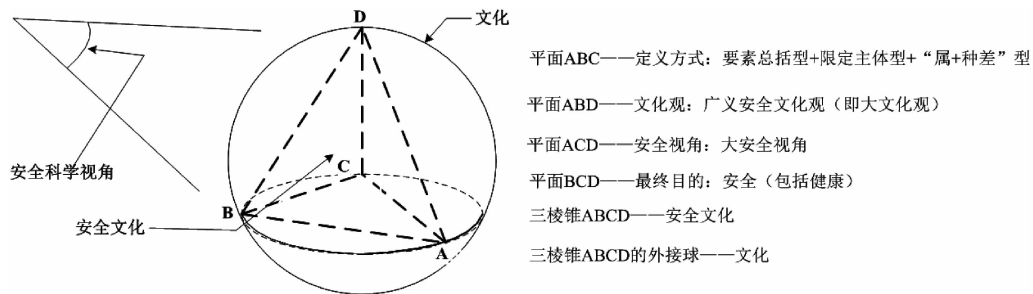 D
文化
平面ABC——定义方式：要素总括型+限定主体型+“属+种差”型
平面ABD——文化观：广义安全文化观（即大文化观）
平面ACD——安全视角：大安全视角
C
安全科学视角
平面BCD——最终目的：安全（包括健康）
B
三棱锥ABCD——安全文化
安全文化
A
三棱锥ABCD的外接球——文化